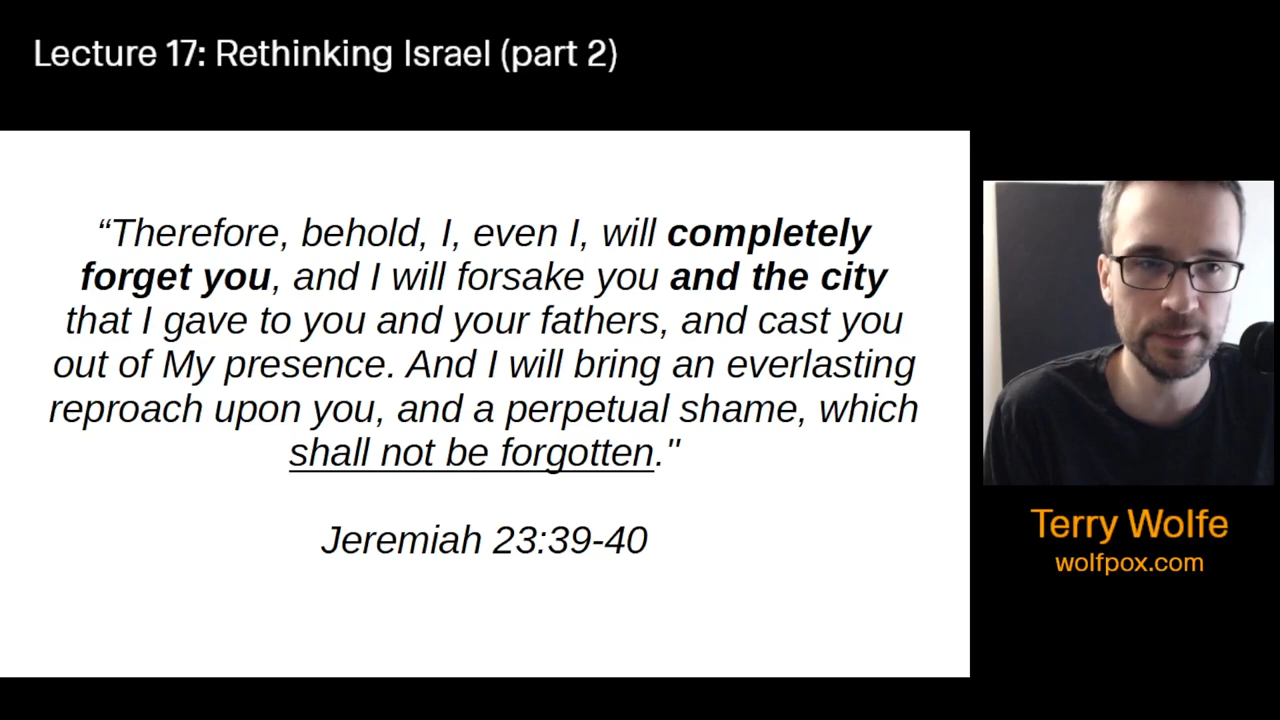 Lecture 17: Rethinking Israel (part 2)
“Therefore, behold, I, even I, will completely
forget you, and I will forsake you and the city
that I gave to you and your fathers, and cast you
out of My presence. And I will bring an everlasting
reproach upon you, and a perpetual shame, which
shall not be forgotten."
Jeremiah 23:39-40
Terry Wolfe
wolfpox.com